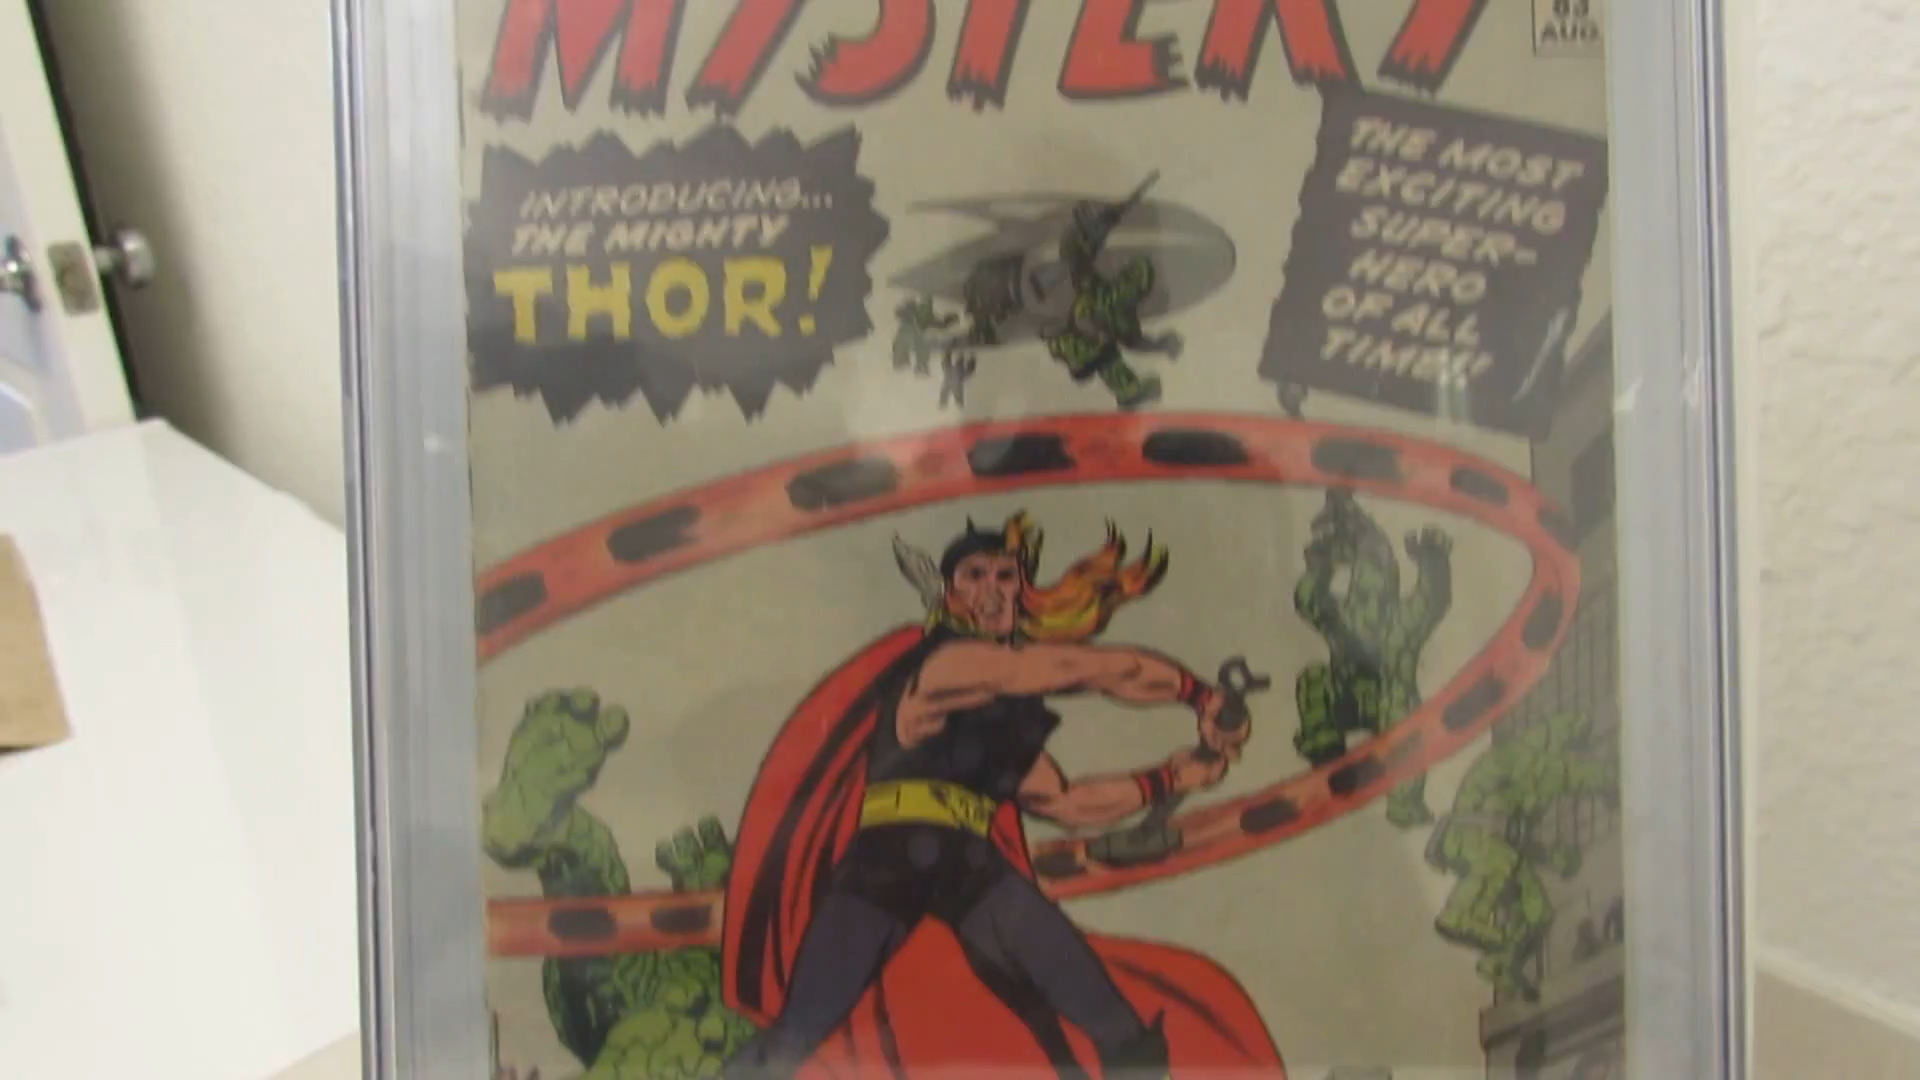 MYSTERY
83
AUG.
INTRODUCING...
THE MIGHTY
THOR!
THE MOST
EXCITING
SUPER-
HERO
OF ALL
TIME!!